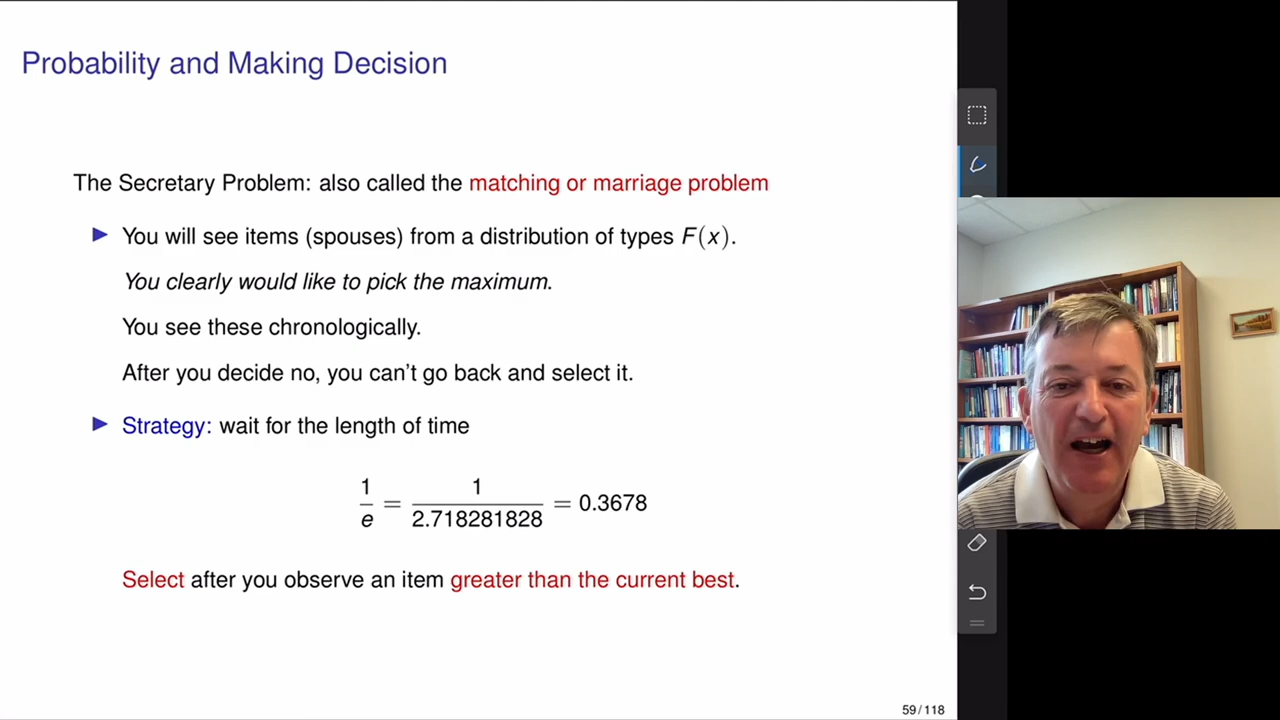 Probability and Making Decision
The Secretary Problem: also called the matching or marriage problem
You will see items (spouses) from a distribution of types F(x).
You clearly would like to pick the maximum.
You see these chronologically.
After you decide no, you can't go back and select it.
Strategy: wait for the length of time
1/e = 1/2.718281828 = 0.3678
Select after you observe an item greater than the current best.
59 / 118